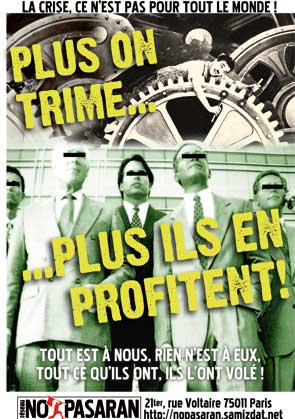 LA CRISE, CE N'EST PAS POUR TOUT LE MONDE !
PLUS ON
TRIME...
...PLUS ILS EN
PROFITENT!
TOUT EST À NOUS, RIEN N'EST À EUX,
TOUT CE QU'ILS ONT, ILS L'ONT VOLÉ !
réseau NO PASARAN
21ter, rue Voltaire 75011 Paris
http://nopasaran.samizdat.net